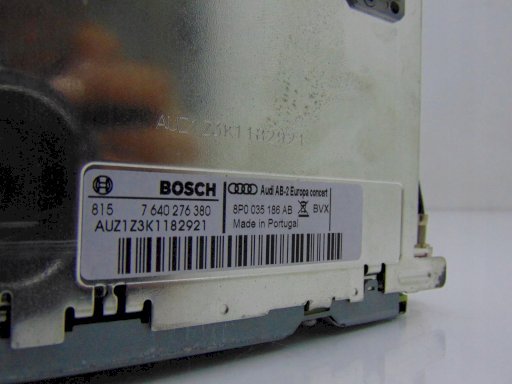 AUZ1Z3K1182921
BOSCH
Audi AB-2 Europa concert
815 7 640 276 380
8P0 035 186 AB BVX
AUZ1Z3K1182921
Made in Portugal